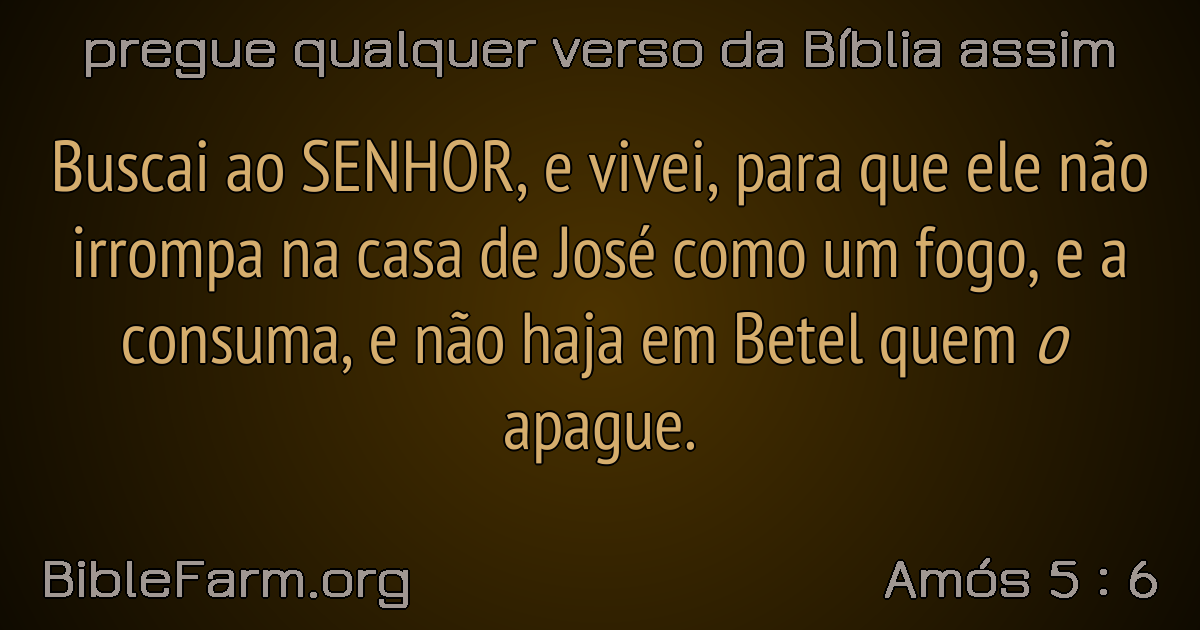 pregue qualquer verso da Bíblia assim
Buscai ao SENHOR, e vivei, para que ele não
irrompa na casa de José como um fogo, e a
consuma, e não haja em Betel quem o
apague.
BibleFarm.org
Amós 5 : 6